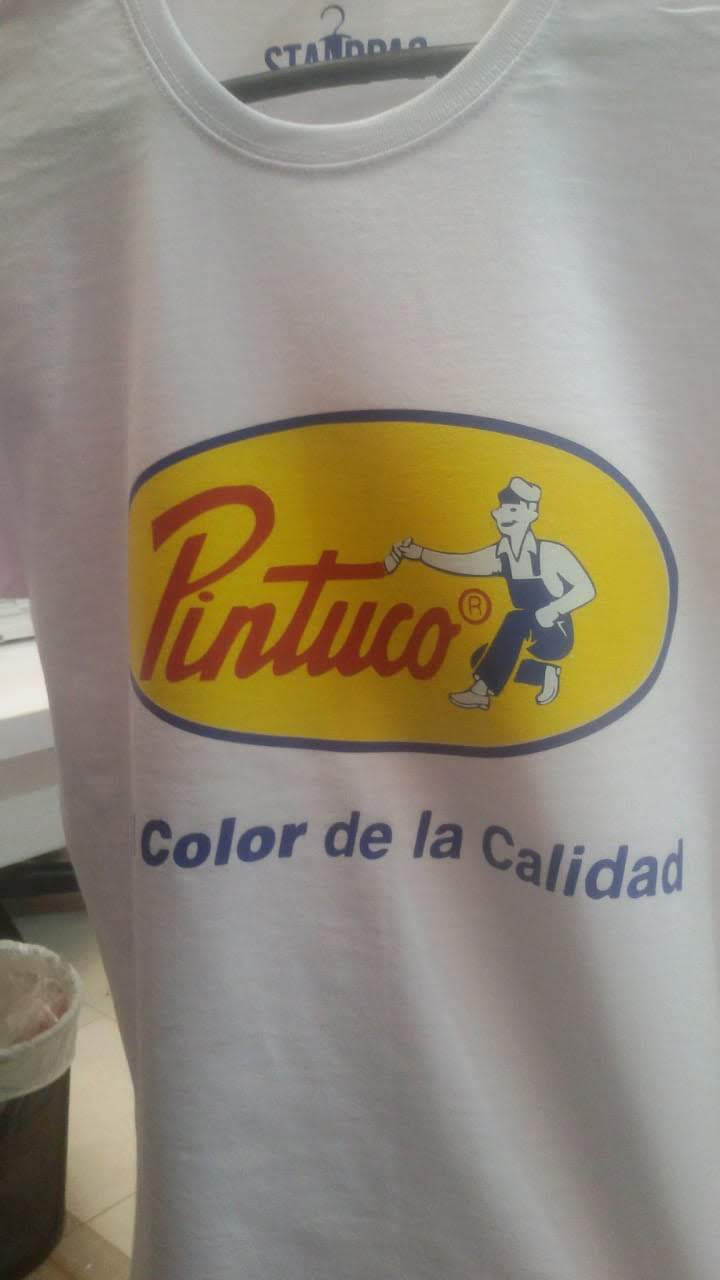 Pintuco®
Color de la Calidad